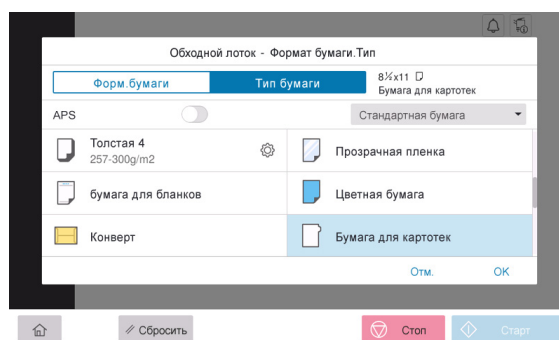 Обходной лоток - Формат бумаги.Тип
Форм.бумаги
Тип бумаги
8½x11
Бумага для картотек
APS
Стандартная бумага
Толстая 4
257-300g/m2
Прозрачная пленка
бумага для бланков
Цветная бумага
Конверт
Бумага для картотек
Отм.
OK
Сбросить
Стоп
Старт